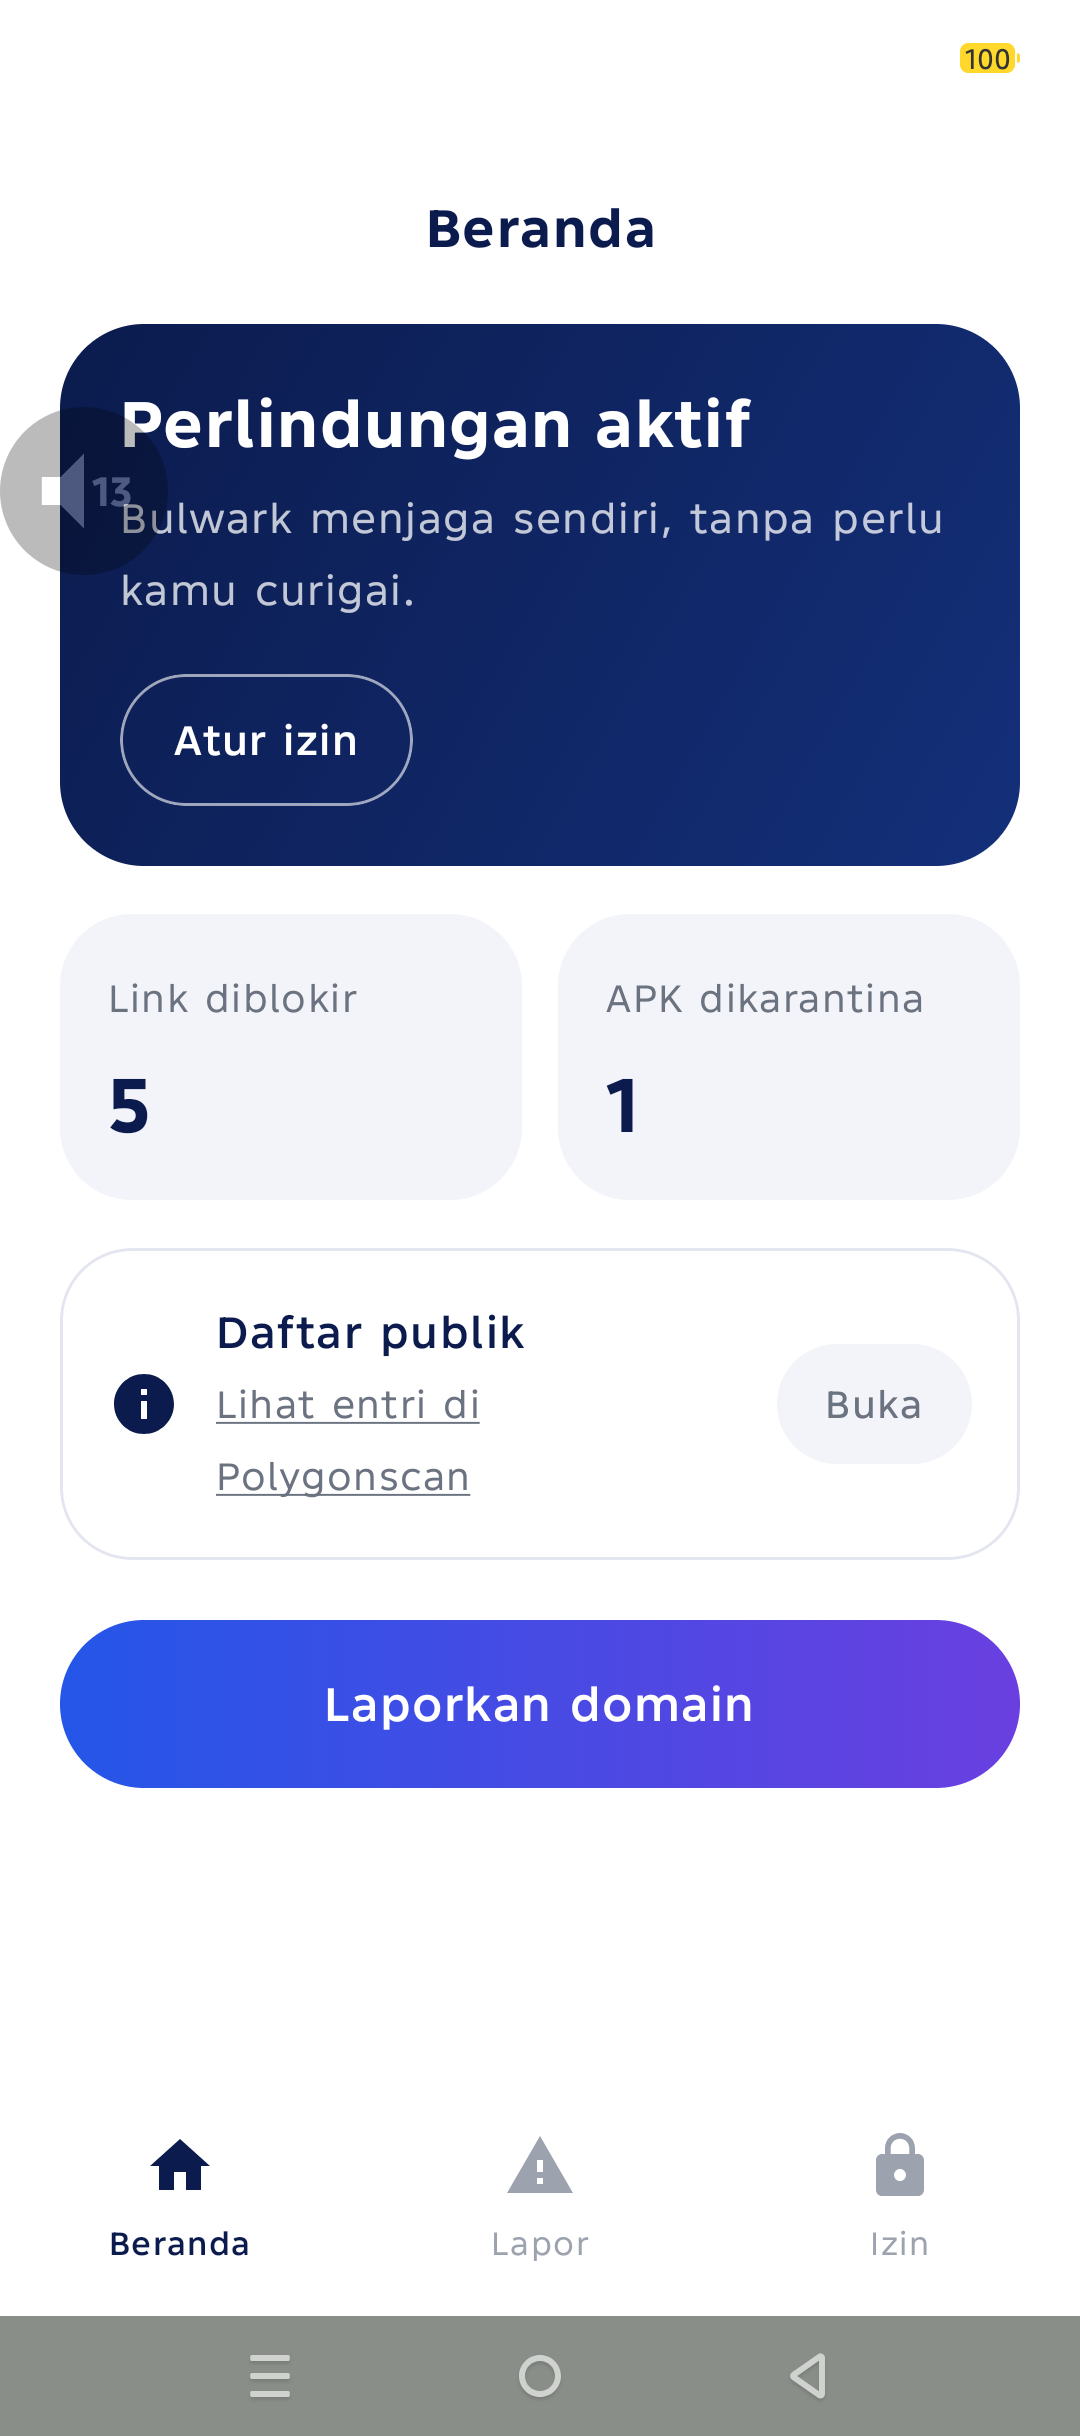 100
Beranda
Perlindungan aktif
13
Bulwark menjaga sendiri, tanpa perlu
kamu curigai.
Atur izin
Link diblokir
5
APK dikarantina
1
Daftar publik
Lihat entri di
Polygonscan
Buka
Laporkan domain
Beranda
Lapor
Izin